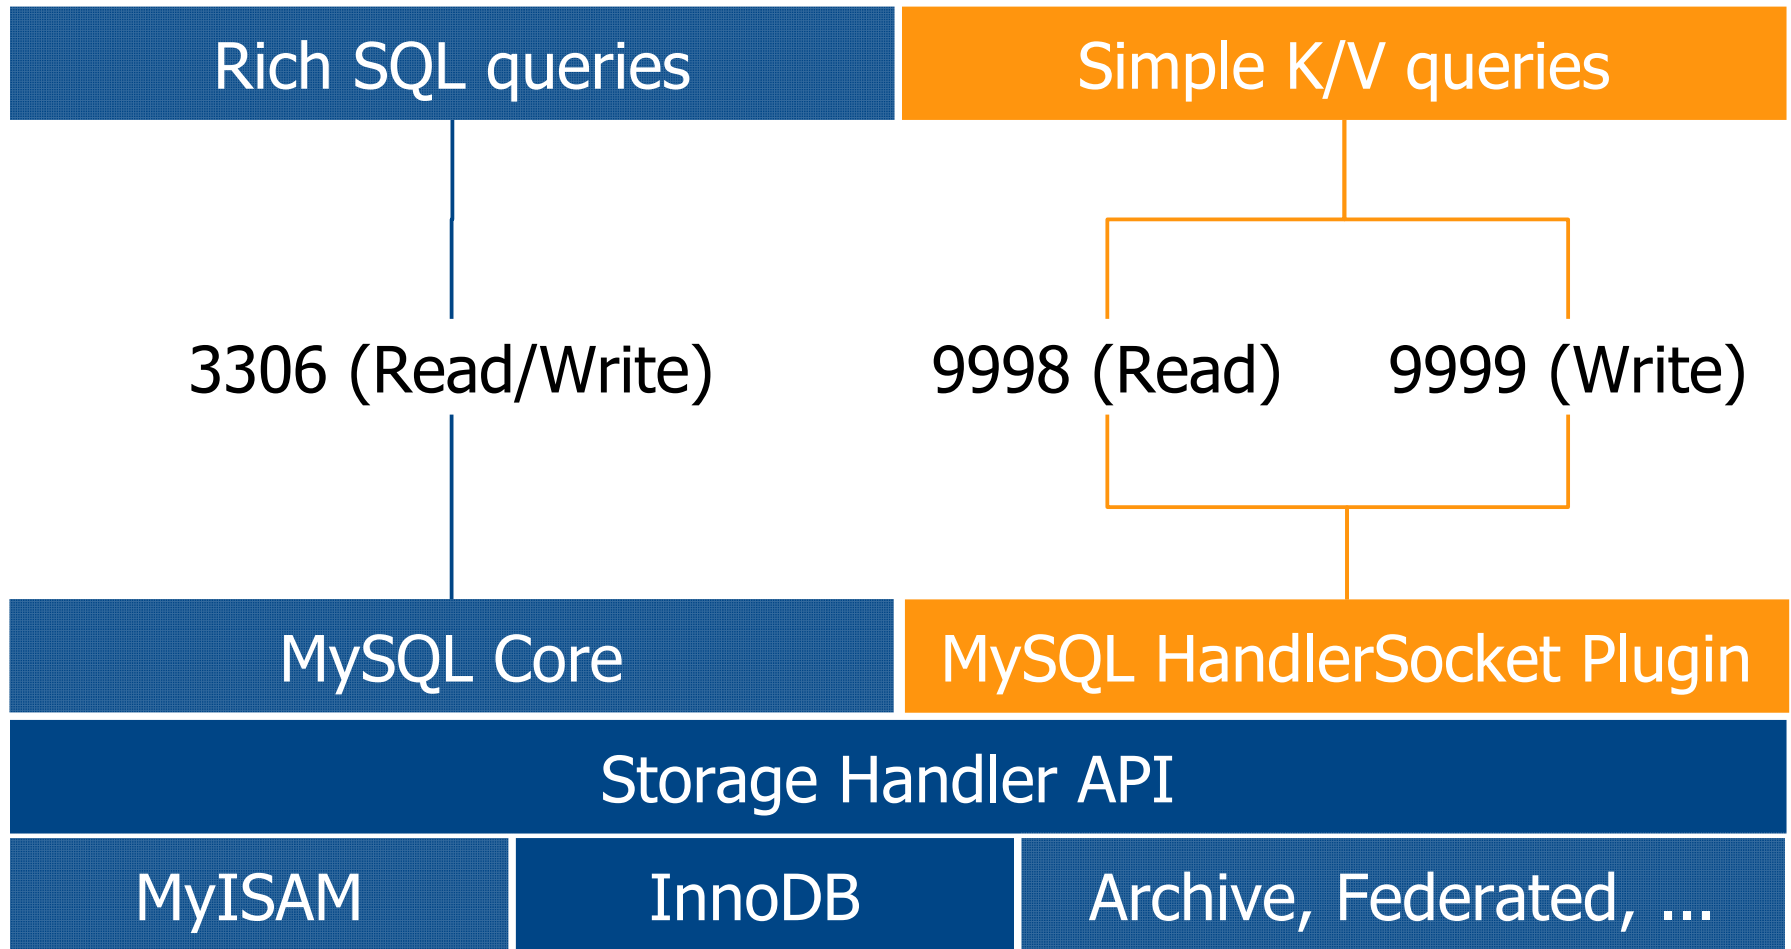 Rich SQL queries
Simple K/V queries
3306 (Read/Write)
9998 (Read)
9999 (Write)
MySQL Core
MySQL HandlerSocket Plugin
Storage Handler API
MyISAM
InnoDB
Archive, Federated, ...